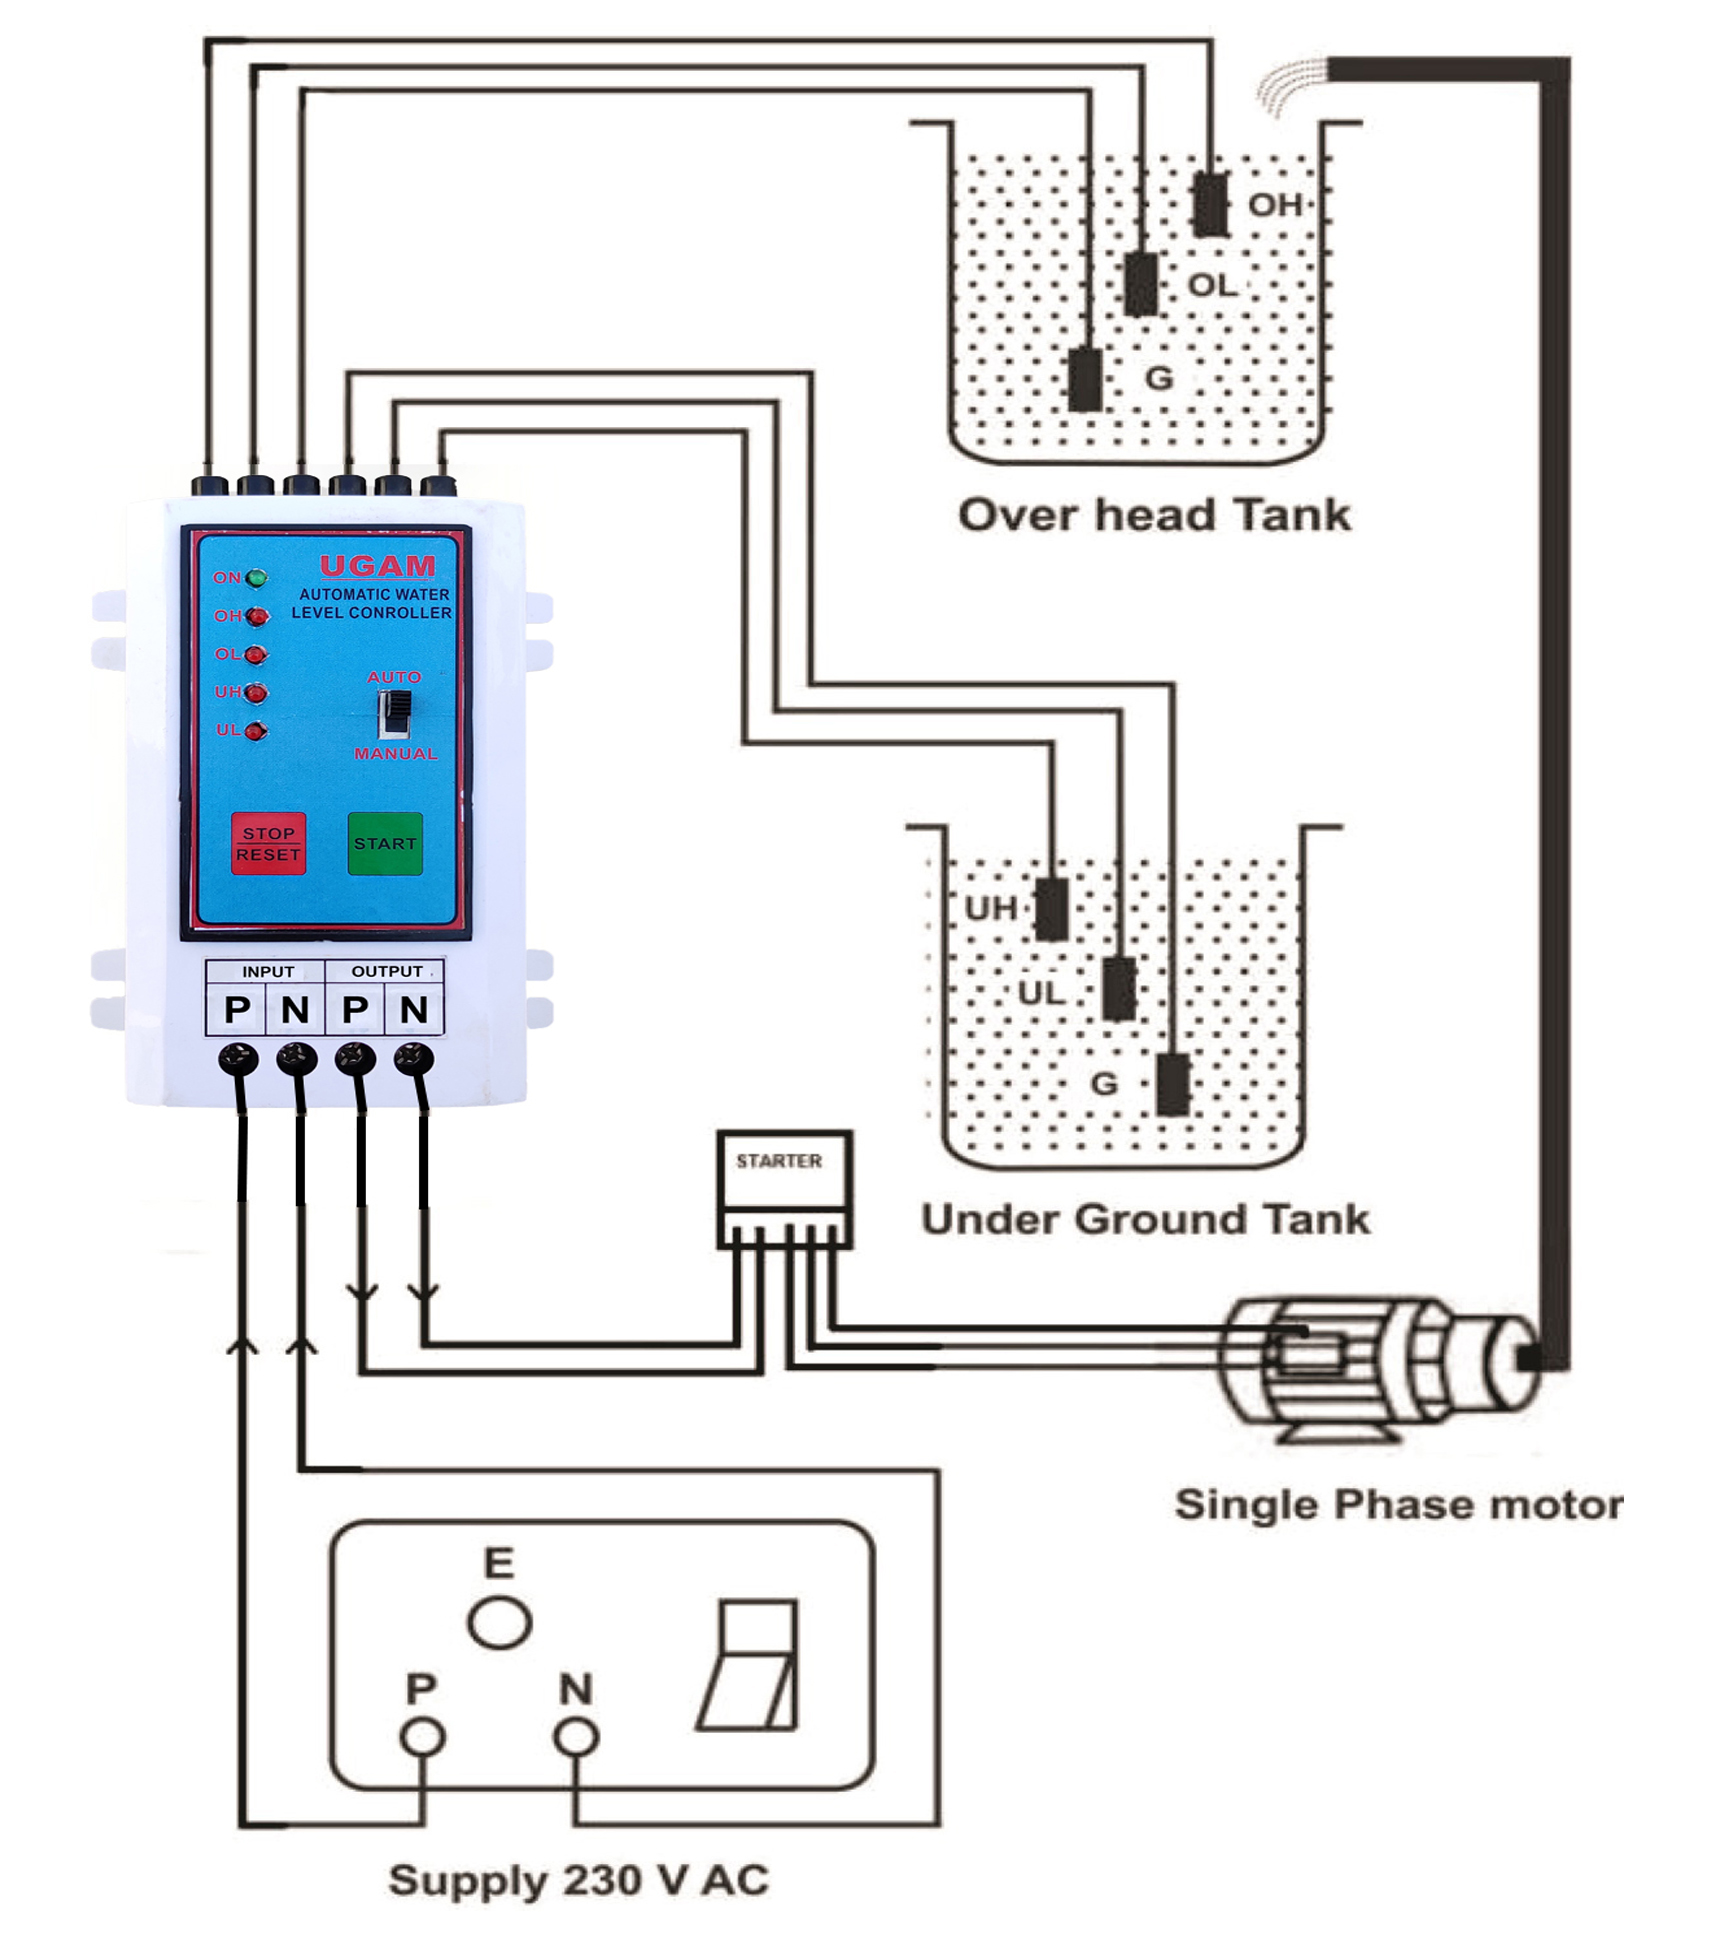 OH
OL
G
Over head Tank
ON
OH
OL
UH
UL
UGAM
AUTOMATIC WATER
LEVEL CONROLLER
AUTO
MANUAL
STOP
RESET
START
INPUT OUTPUT
P N P N
UH
UL
G
Under Ground Tank
STARTER
Single Phase motor
E
P N
Supply 230 V AC